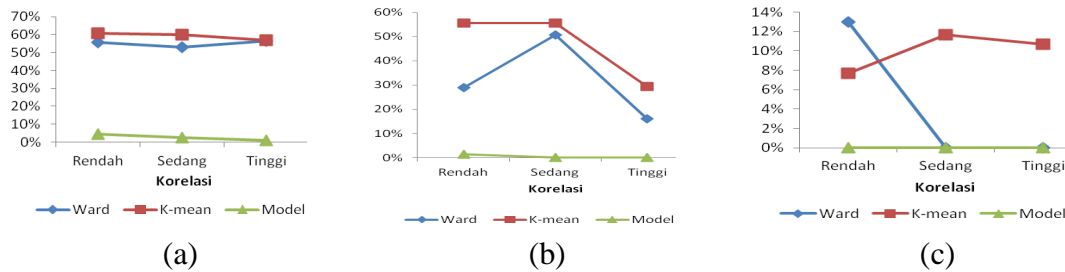 70%
60%
50%
40%
30%
20%
10%
0%
Rendah Sedang Tinggi
Korelasi
Ward K-mean Model
(a)
60%
50%
40%
30%
20%
10%
0%
Rendah Sedang Tinggi
Korelasi
Ward K-mean Model
(b)
14%
12%
10%
8%
6%
4%
2%
0%
Rendah Sedang Tinggi
Korelasi
Ward K-mean Model
(c)